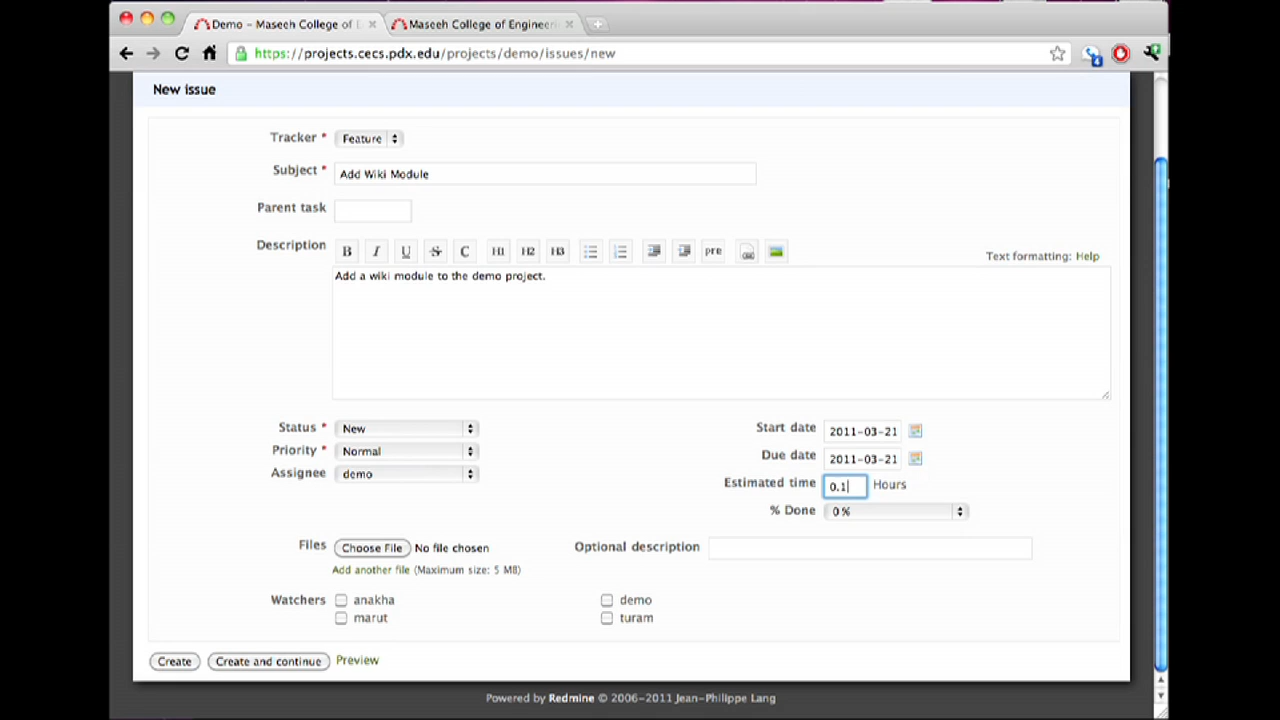 Demo – Maseeh College of E
Maseeh College of Engineeri
https://projects.cecs.pdx.edu/projects/demo/issues/new
4
New issue
Tracker * Feature
Subject * Add Wiki Module
Parent task
Description B I U S C H1 H2 H3 pre
Text formatting: Help
Add a wiki module to the demo project.
Status * New
Start date 2011-03-21
Priority * Normal
Due date 2011-03-21
Assignee demo
Estimated time 0.1 Hours
% Done 0 %
Files Choose File No file chosen Optional description
Add another file (Maximum size: 5 MB)
Watchers anakha demo
marut turam
Create Create and continue Preview
Powered by Redmine © 2006-2011 Jean-Philippe Lang